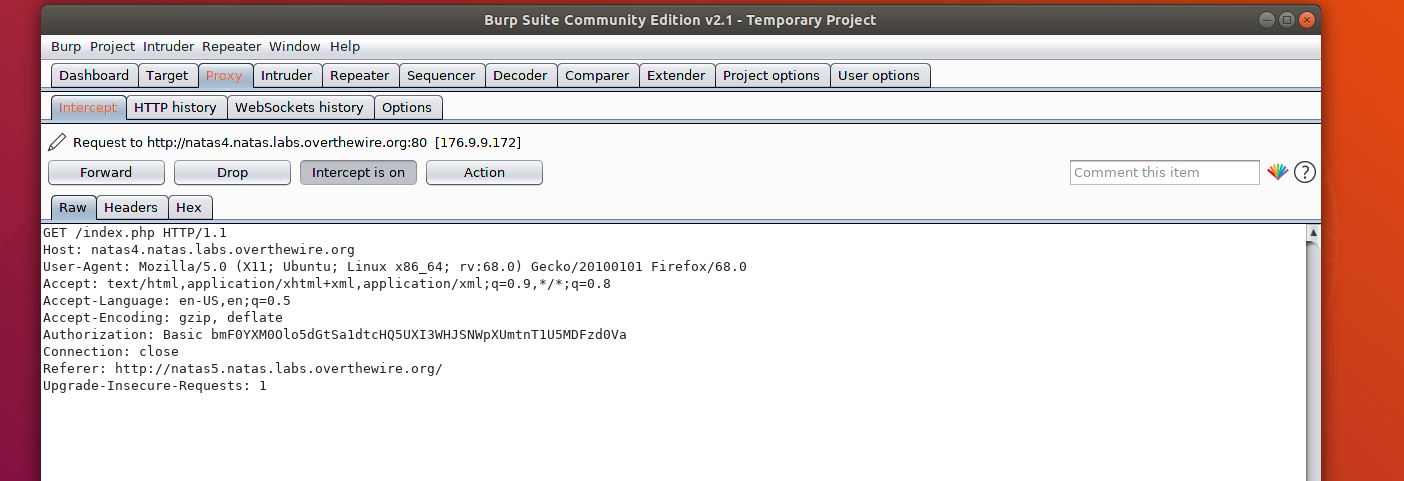 Burp Suite Community Edition v2.1 - Temporary Project
Burp Project Intruder Repeater Window Help
Dashboard Target Proxy Intruder Repeater Sequencer Decoder Comparer Extender Project options User options
Intercept HTTP history WebSockets history Options
Request to http://natas4.natas.labs.overthewire.org:80 [176.9.9.172]
Forward Drop Intercept is on Action Comment this item ?
Raw Headers Hex
GET /index.php HTTP/1.1
Host: natas4.natas.labs.overthewire.org
User-Agent: Mozilla/5.0 (X11; Ubuntu; Linux x86_64; rv:68.0) Gecko/20100101 Firefox/68.0
Accept: text/html,application/xhtml+xml,application/xml;q=0.9,*/*;q=0.8
Accept-Language: en-US,en;q=0.5
Accept-Encoding: gzip, deflate
Authorization: Basic bmF0YXM0Olo5dGtSa1dtcHQ5UXI3WHJSNWpXUmtnT1U5MDFzd0Va
Connection: close
Referer: http://natas5.natas.labs.overthewire.org/
Upgrade-Insecure-Requests: 1